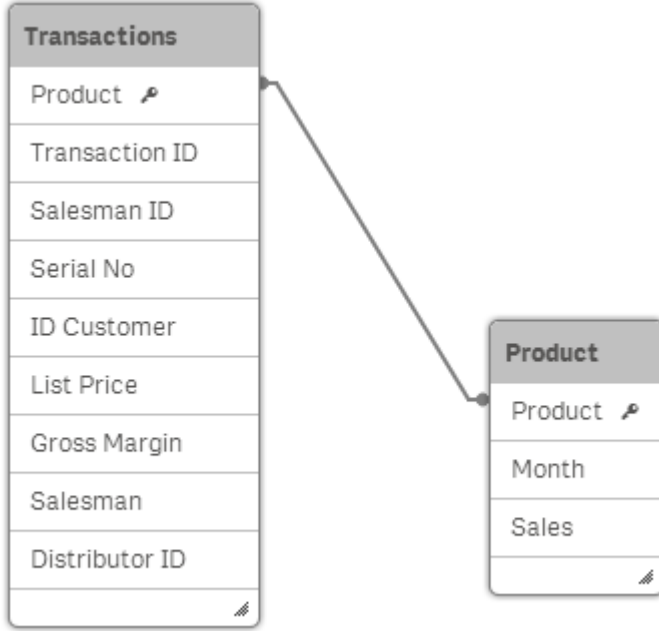 Transactions
Product
Transaction ID
Salesman ID
Serial No
ID Customer
List Price
Gross Margin
Salesman
Distributor ID
Product
Product
Month
Sales